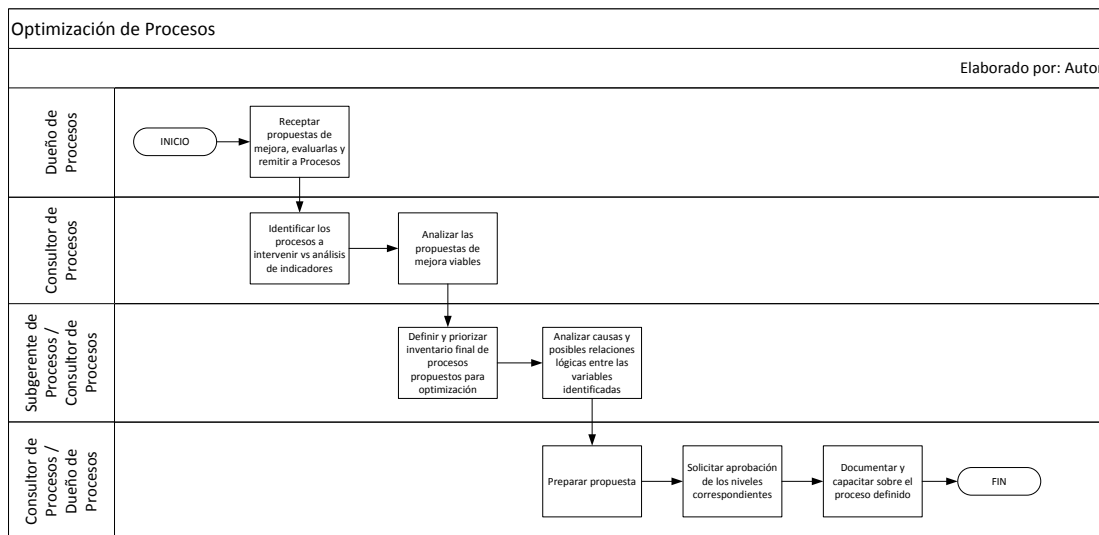 Optimización de Procesos
Elaborado por: Autor
Dueño de
Procesos
INICIO
Receptar
propuestas de
mejora, evaluarlas y
remitir a Procesos
Consultor de
Procesos
Identificar los
procesos a
intervenir vs análisis
de indicadores
Analizar las
propuestas de
mejora viables
Subgerente de
Procesos /
Consultor de
Procesos
Definir y priorizar
inventario final de
procesos
propuestos para
optimización
Analizar causas y
posibles relaciones
lógicas entre las
variables
identificadas
Consultor de
Procesos /
Dueño de
Procesos
Preparar propuesta
Solicitar aprobación
de los niveles
correspondientes
Documentar y
capacitar sobre el
proceso definido
FIN